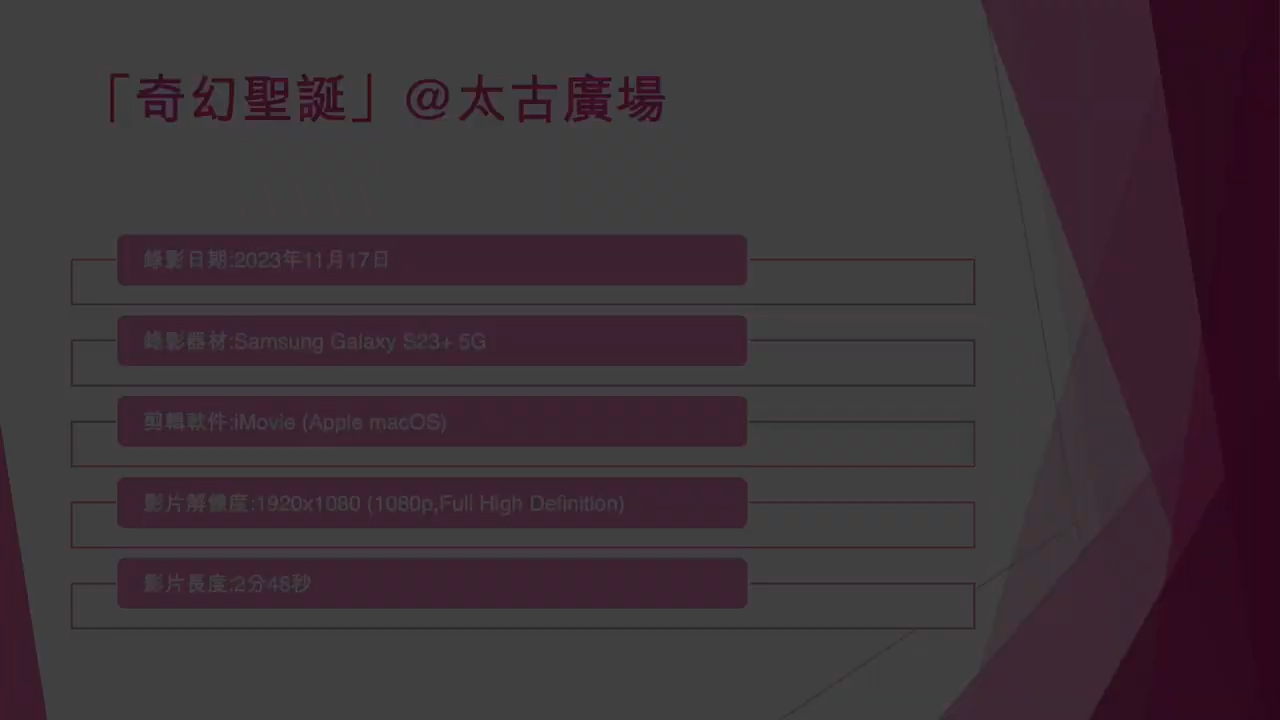 「奇幻聖誕」@太古廣場
錄影日期:2023年11月17日
錄影器材:Samsung Galaxy S23+ 5G
剪輯軟件:iMovie (Apple macOS)
影片解像度:1920x1080 (1080p,Full High Definition)
影片長度:2分48秒